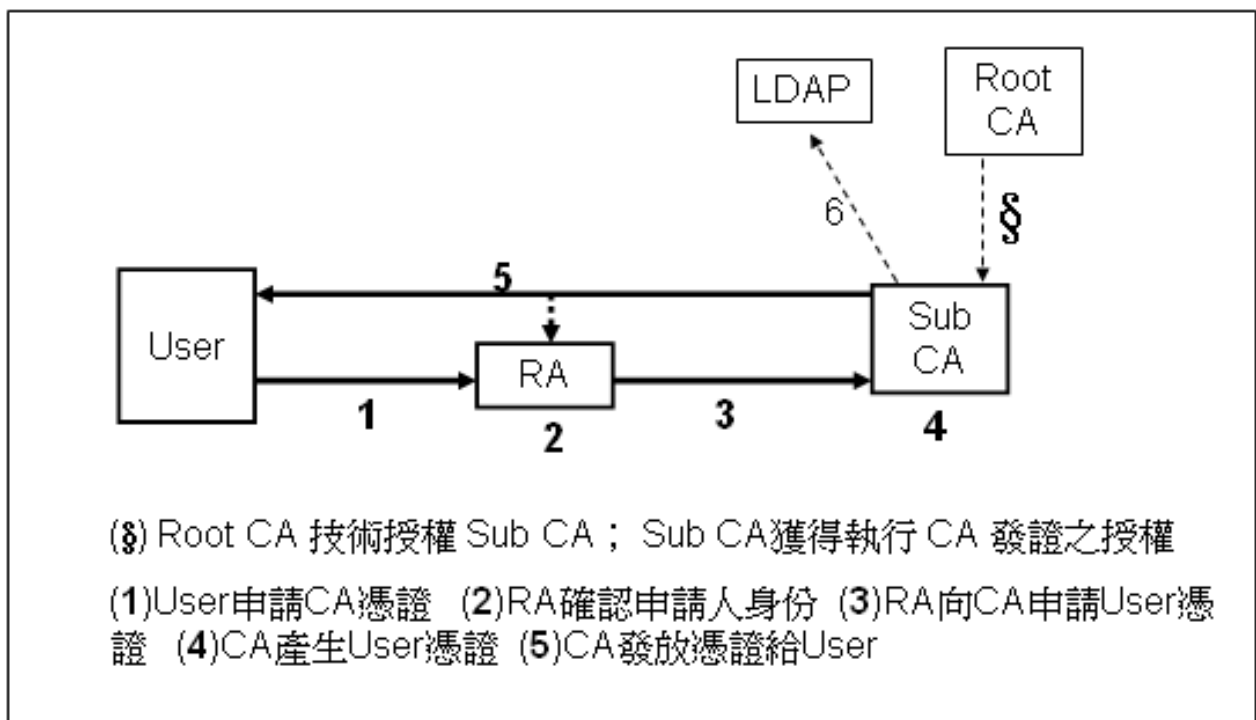 LDAP
Root
CA
6
§
5
User
RA
Sub
CA
1
2
3
4
(§) Root CA 技術授權 Sub CA； Sub CA獲得執行 CA 發證之授權
(1)User申請CA憑證 (2)RA確認申請人身份 (3)RA向CA申請User憑
證 (4)CA產生User憑證 (5)CA發放憑證給User